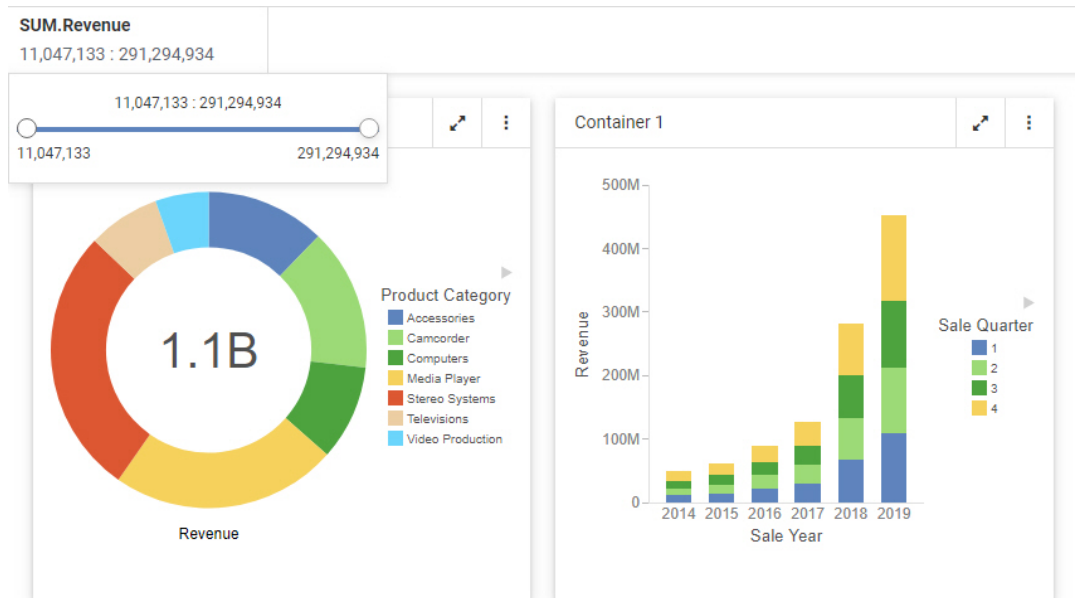 SUM.Revenue
11,047,133 : 291,294,934
11,047,133 : 291,294,934
11,047,133 291,294,934
1.1B
Revenue
Product Category
Accessories
Camcorder
Computers
Media Player
Stereo Systems
Televisions
Video Production
Container 1
500M
400M
300M
200M
100M
0
Revenue
2014 2015 2016 2017 2018 2019
Sale Year
Sale Quarter
1
2
3
4